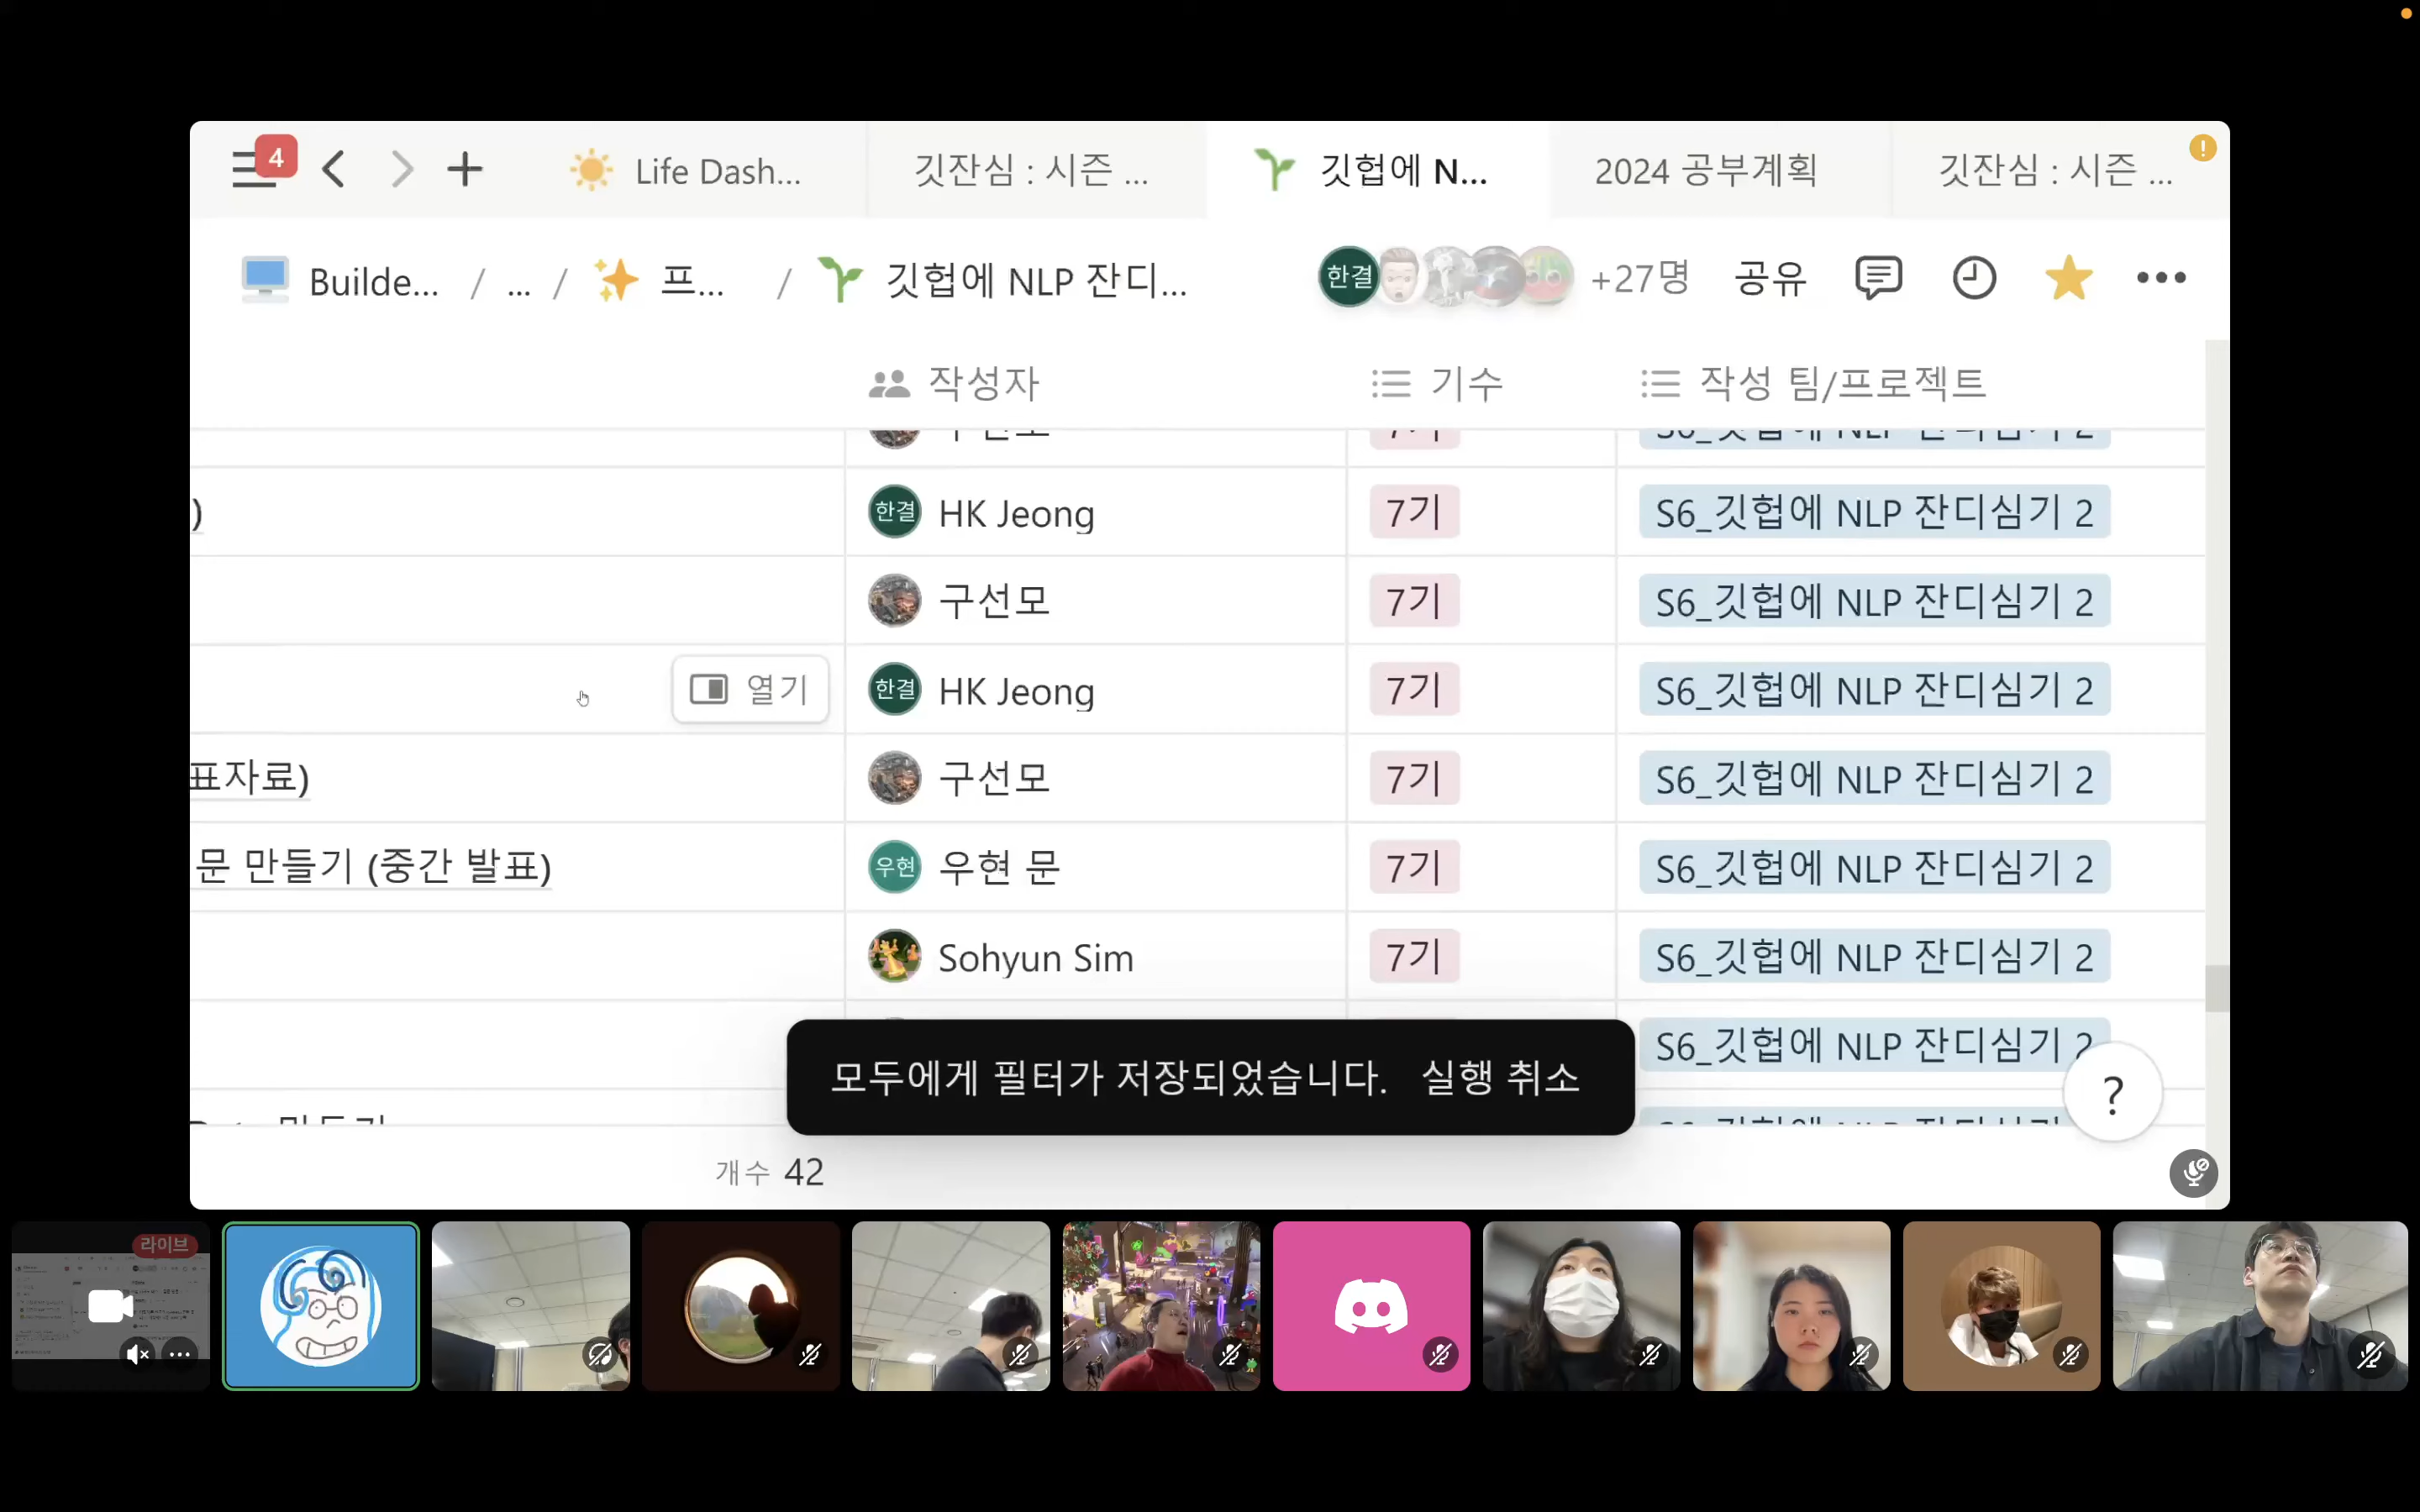 4
Life Dash...
깃잔심 : 시즌 ...
깃헙에 N...
2024 공부계획
깃잔심 : 시즌 ...
Builde... / ... / 프... / 깃헙에 NLP 잔디...
한결
+27명
공유
작성자
기수
작성 팀/프로젝트
)
한결 HK Jeong
7기
S6_깃헙에 NLP 잔디심기 2
구선모
7기
S6_깃헙에 NLP 잔디심기 2
열기
한결 HK Jeong
7기
S6_깃헙에 NLP 잔디심기 2
표자료)
구선모
7기
S6_깃헙에 NLP 잔디심기 2
문 만들기 (중간 발표)
우현 우현 문
7기
S6_깃헙에 NLP 잔디심기 2
Sohyun Sim
7기
S6_깃헙에 NLP 잔디심기 2
S6_깃헙에 NLP 잔디심기 2
모두에게 필터가 저장되었습니다. 실행 취소
?
개수 42
라이브